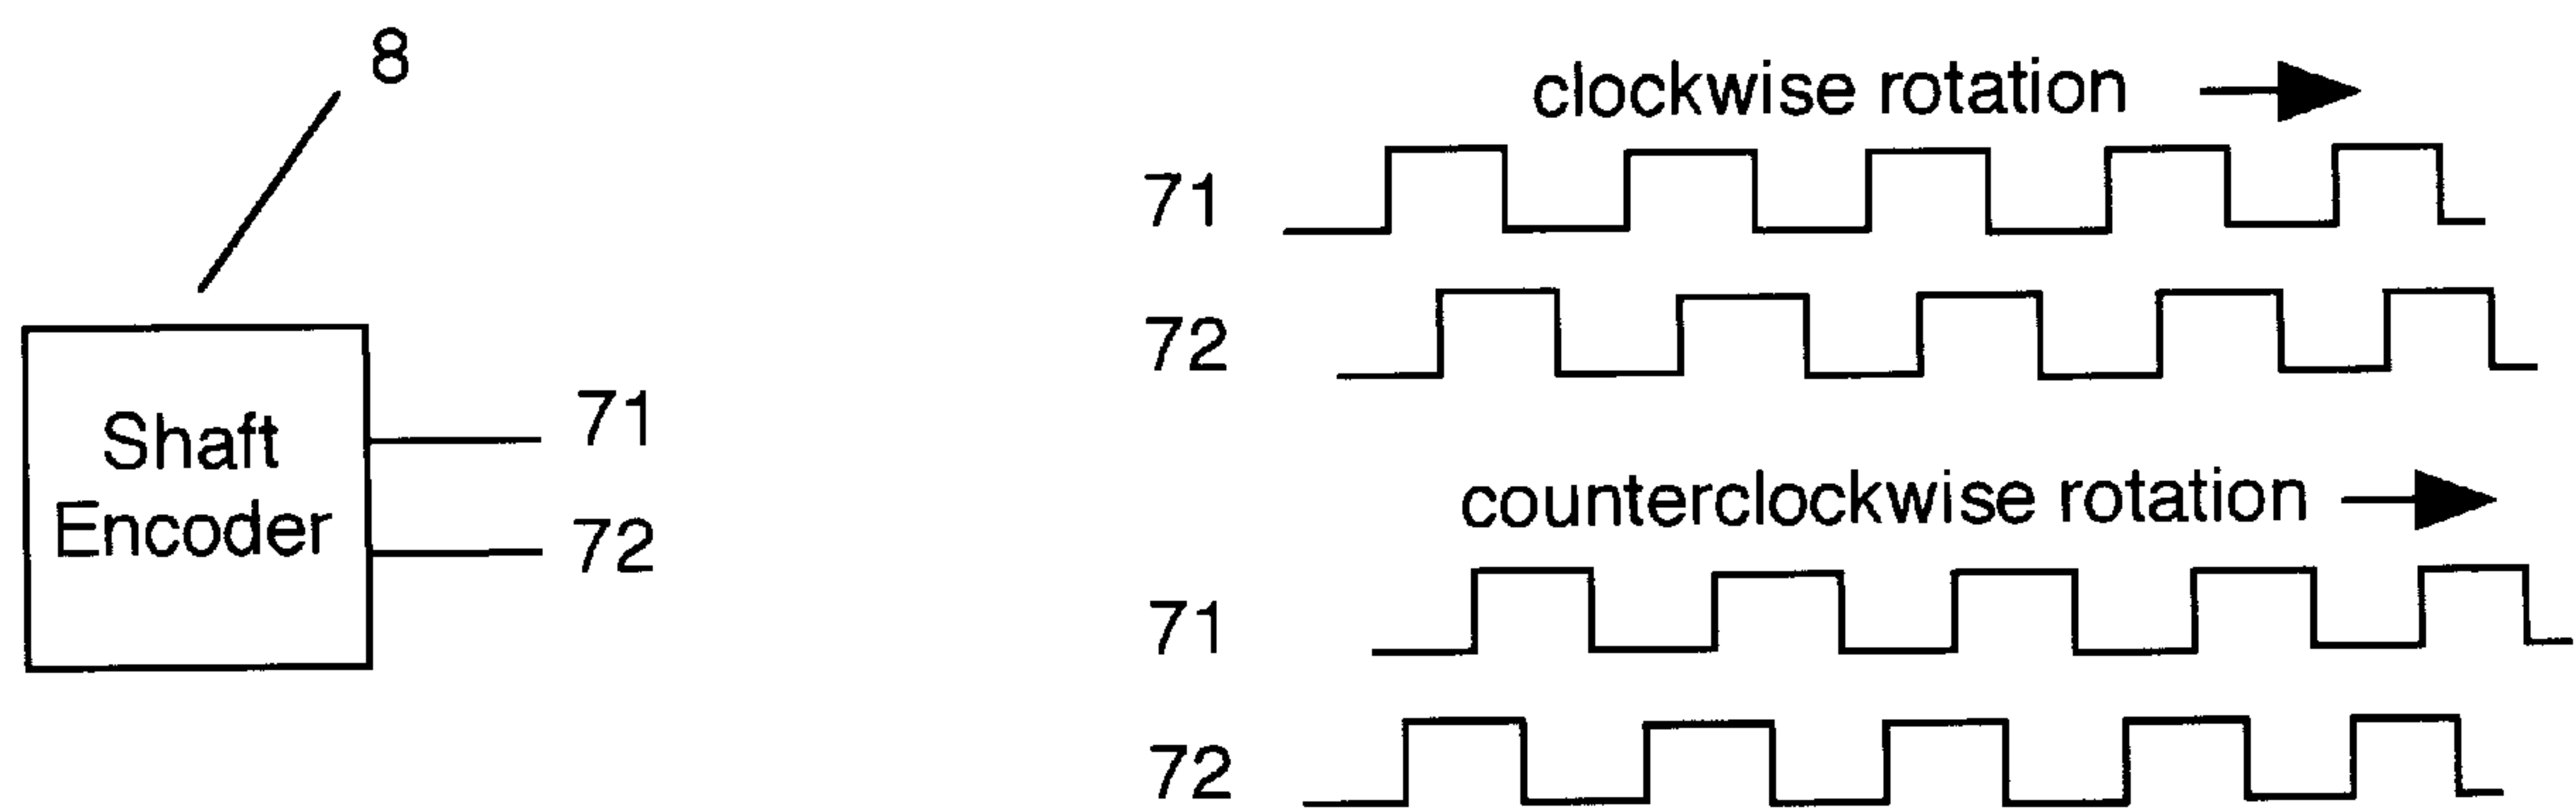 8
Shaft
Encoder
71
72
clockwise rotation
71
72
counterclockwise rotation
71
72